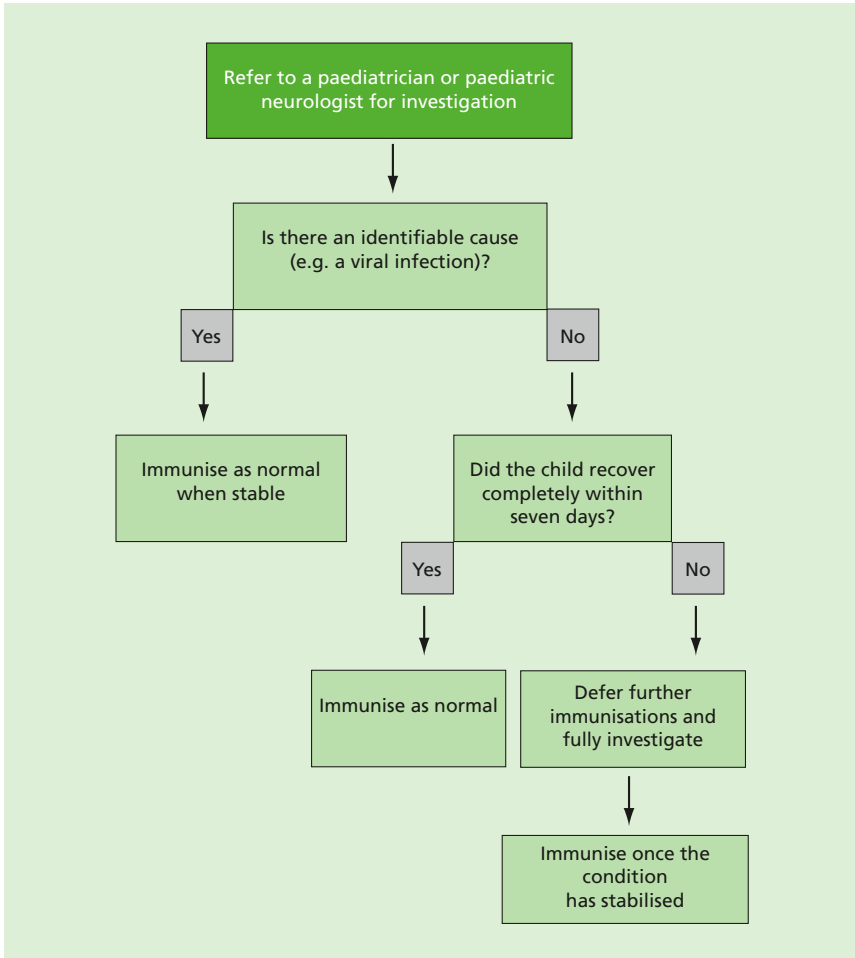 Refer to a paediatrician or paediatric
neurologist for investigation
Is there an identifiable cause
(e.g. a viral infection)?
Yes
No
Immunise as normal
when stable
Did the child recover
completely within
seven days?
Yes
No
Immunise as normal
Defer further
immunisations and
fully investigate
Immunise once the
condition
has stabilised